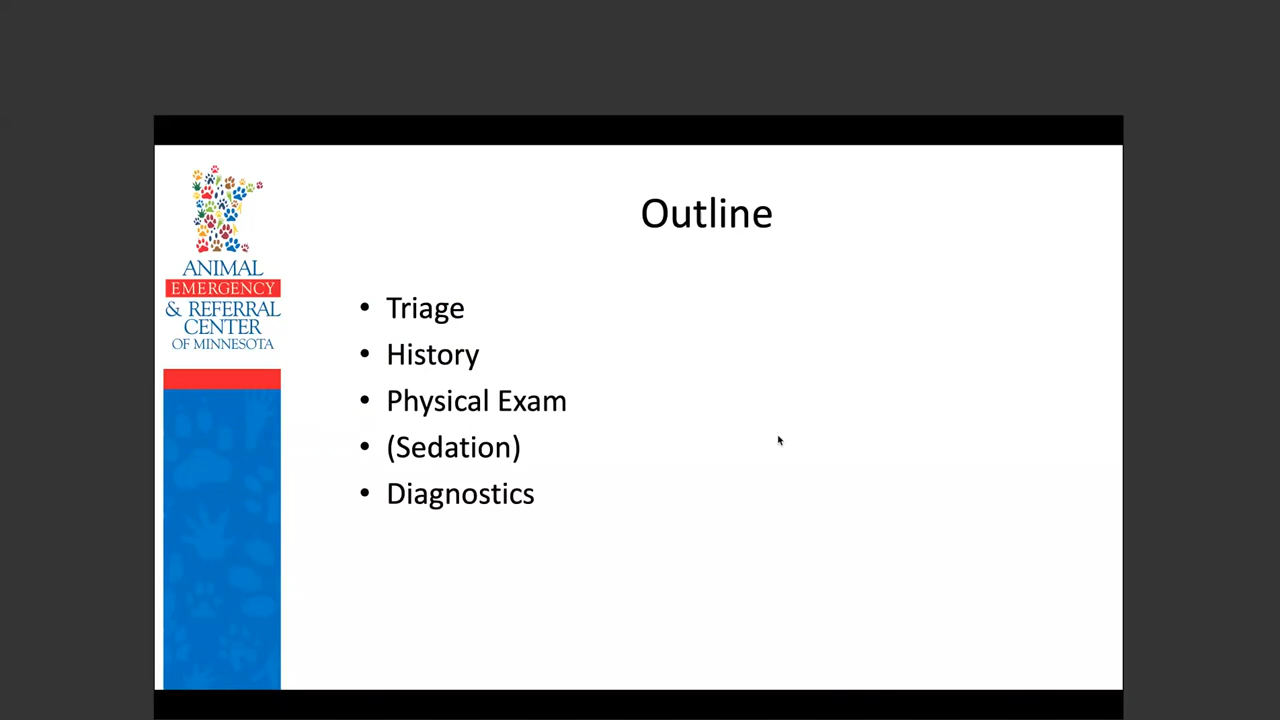 Outline
ANIMAL
EMERGENCY
& REFERRAL
CENTER
OF MINNESOTA
• Triage
• History
• Physical Exam
• (Sedation)
• Diagnostics